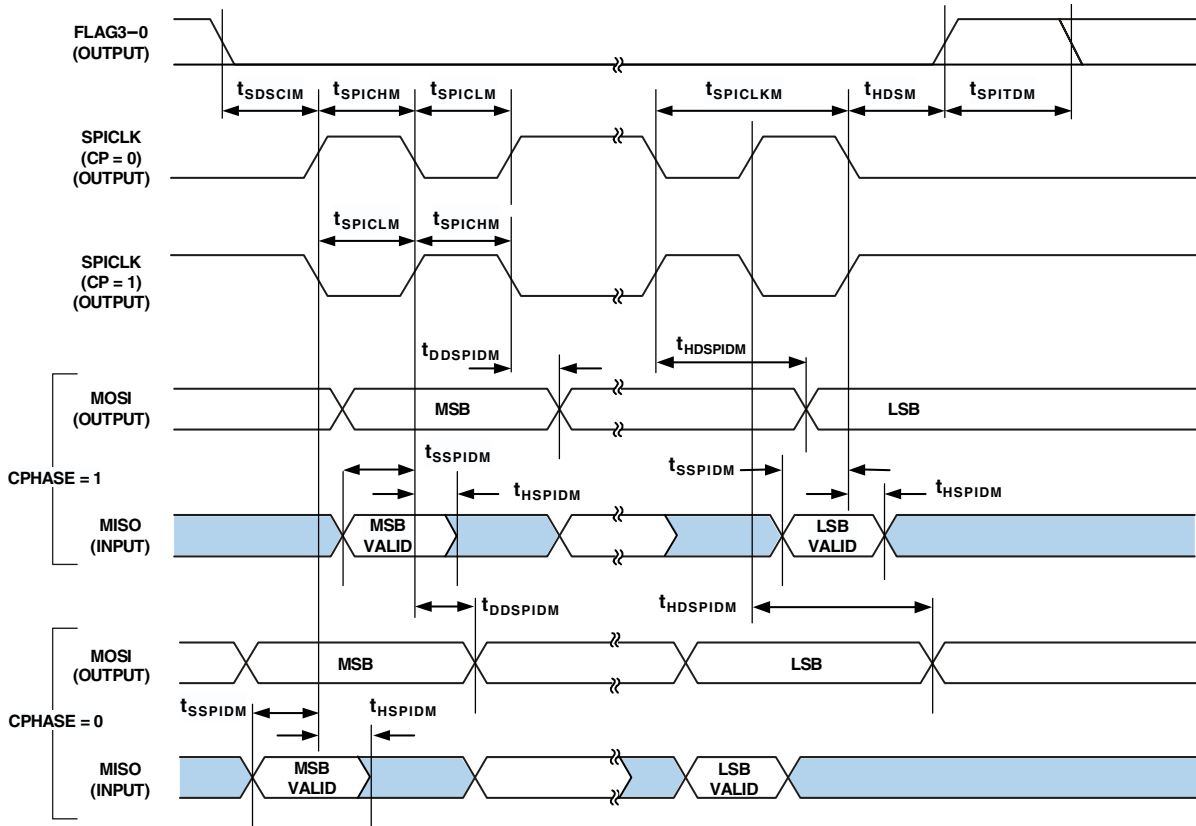 FLAG3–0
(OUTPUT)
tSDSCIM
tSPICHM
tSPICLM
tSPICLKM
tHDSM
tSPITDM
SPICLK
(CP = 0)
(OUTPUT)
tSPICLM
tSPICHM
SPICLK
(CP = 1)
(OUTPUT)
tDDSPIDM
tHDSPIDM
MOSI
(OUTPUT)
MSB
LSB
CPHASE = 1
tSSPIDM
tHSPIDM
tSSPIDM
tHSPIDM
MISO
(INPUT)
MSB
VALID
LSB
VALID
tDDSPIDM
tHDSPIDM
MOSI
(OUTPUT)
MSB
LSB
CPHASE = 0
tSSPIDM
tHSPIDM
MISO
(INPUT)
MSB
VALID
LSB
VALID